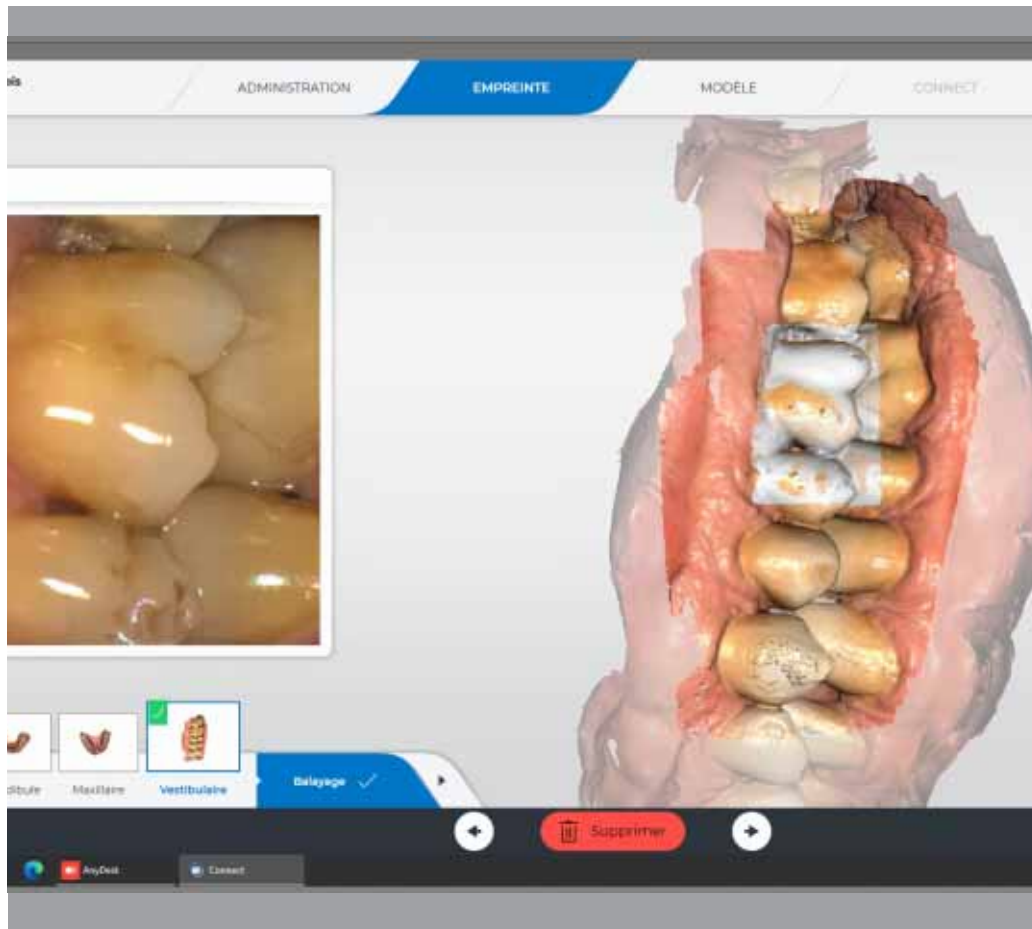 ADMINISTRATION
EMPREINTE
MODÈLE
CONNECT
Maxillaire
Vestibulaire
Balayage
Supprimer
AnyDesk
Connect